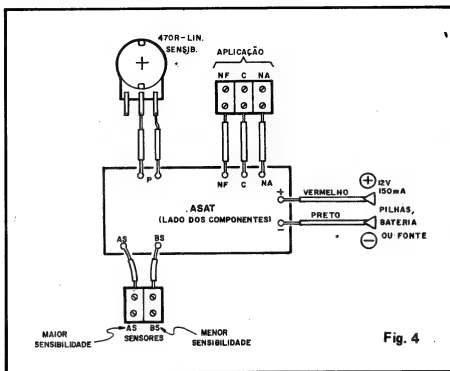 470R-LIN.
SENSIB.
APLICAÇÃO
NF C NA
P
NF C NA
ASAT
(LADO DOS COMPONENTES)
+
VERMELHO
+ 12V
150mA
PILHAS,
BATERIA
OU FONTE
-
PRETO
-
AS BS
MAIOR
SENSIBILIDADE
AS BS
SENSORES
MENOR
SENSIBILIDADE
Fig. 4